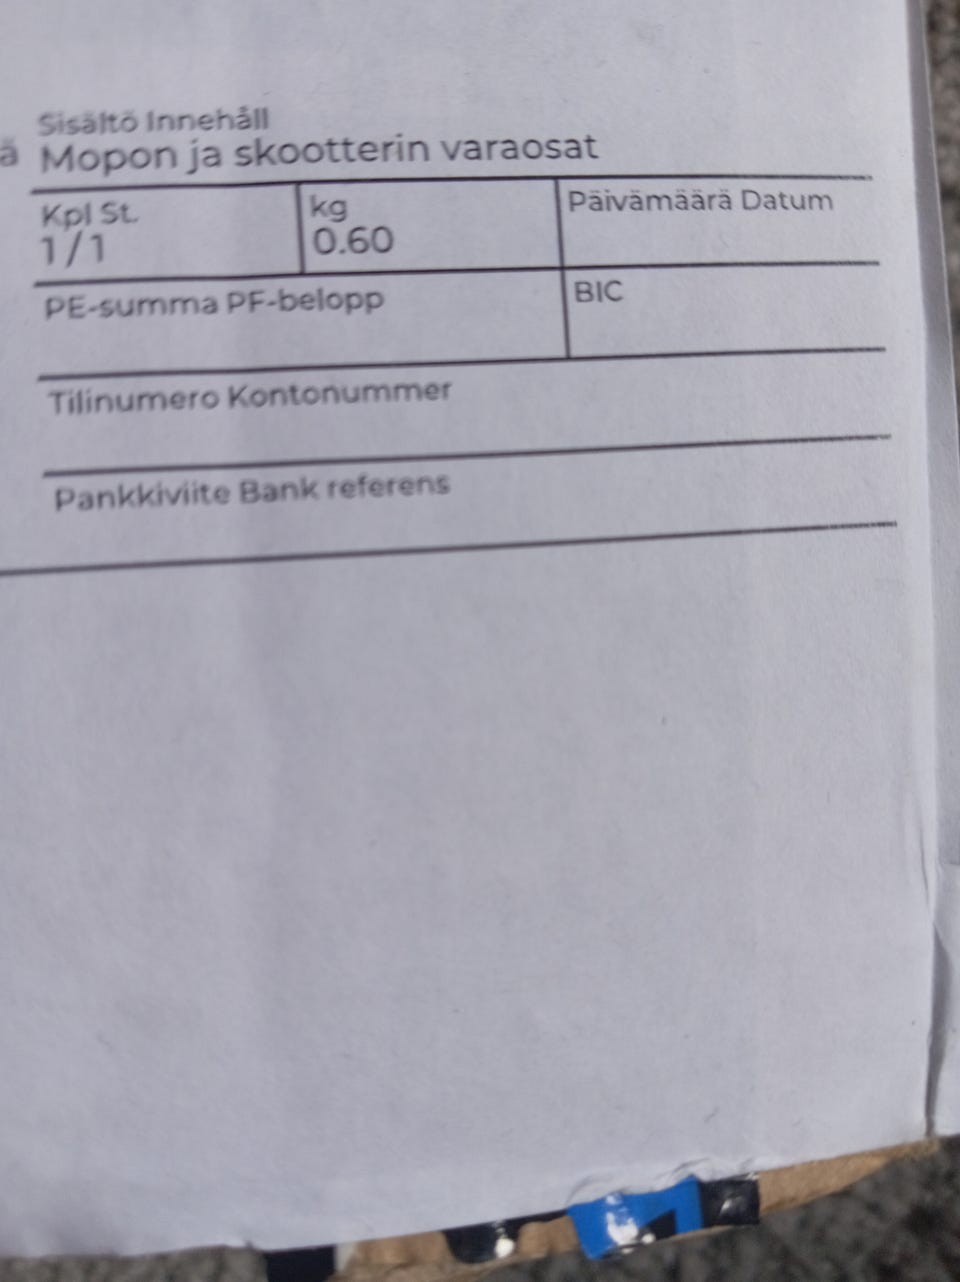 Sisältö Innehåll
ä Mopon ja skootterin varaosat
Kpl St. kg Päivämäärä Datum
1/1 0.60
PE-summa PF-belopp BIC
Tilinumero Kontonummer
Pankkiviite Bank referens